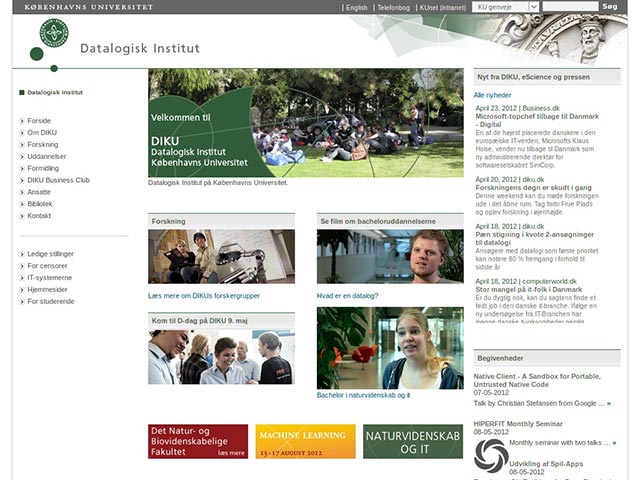 KØBENHAVNS UNIVERSITET
| English | Telefonbog | KUnet (intranet) KU genveje Søg
Datalogisk Institut
Datalogisk Institut
Forside
Om DIKU
Forskning
Uddannelser
Formidling
DIKU Business Club
Ansatte
Bibliotek
Kontakt
Ledige stillinger
For censorer
IT-systemerne
Hjemmesider
For studerende
Velkommen til
DIKU
Datalogisk Institut
Københavns Universitet
Datalogisk Institut på Københavns Universitet.
Forskning
Læs mere om DIKUs forskergrupper
Kom til D-dag på DIKU 9. maj
Se film om bacheloruddannelserne
Hvad er en datalog?
Bachelor i naturvidenskab og it
Det Natur- og
Biovidenskabelige
Fakultet læs mere
MACHINE LEARNING
13–17 AUGUST 2012
NATURVIDENSKAB
OG IT
Nyt fra DIKU, eScience og pressen
Alle nyheder
April 23, 2012 | Business.dk
Microsoft-topchef tilbage til Danmark
- Digital
En af de højest placerede danskere i den
europæiske IT-verden, Microsofts Klaus
Holse, vender nu tilbage til Danmark som
ny administrerende direktør for
softwareselskabet SimCorp.
April 20, 2012 | diku.dk
Forskningens døgn er skudt i gang
Denne weekend kan du møde forskningen
ude i det åbne rum. Tag forbi Frue Plads
og oplev forskning i øjenhøjde.
April 18, 2012 | diku.dk
Pæn stigning i kvote 2-ansøgninger
til datalogi
Ansøgere med datalogi som første prioritet
kan notere 80 % fremgang i forhold til
sidste år
April 18, 2012 | computerworld.dk
Stor mangel på it-folk i Danmark
Er du dygtig nok, kan du sagtens finde et
fedt job i den danske it-branche. Ifølge en
ny undersøgelse fra IT-Branchen har
mange danske it-virksomheder nemlig
Begivenheder
Native Client - A Sandbox for Portable,
Untrusted Native Code
07-05-2012
Talk by Christian Stefansen from Google ... »
HIPERFIT Monthly Seminar
08-05-2012
Monthly seminar with two talks ... »
Udvikling af Spil-Apps
08-05-2012